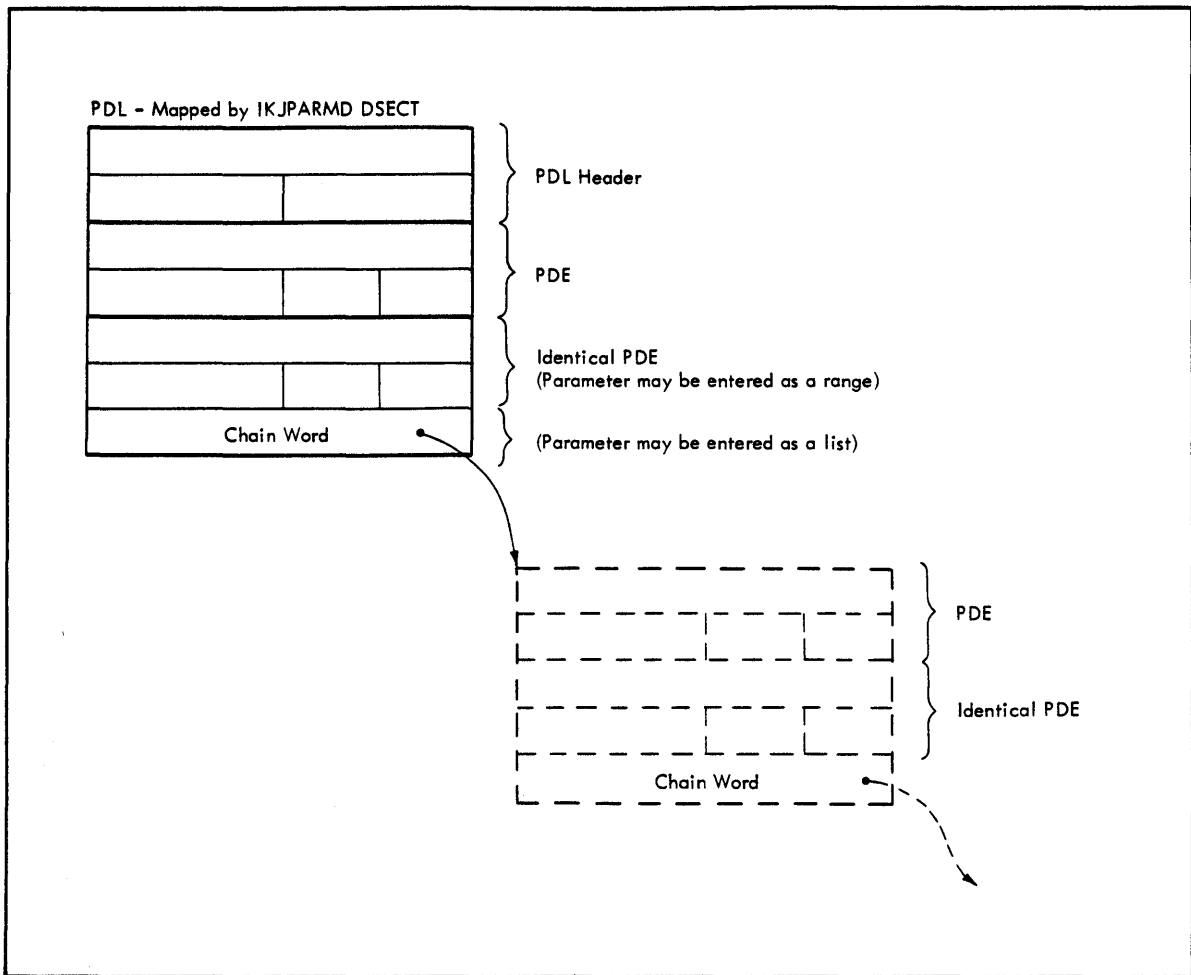 PDL - Mapped by IKJPARMD DSECT
PDL Header
PDE
Identical PDE
(Parameter may be entered as a range)
Chain Word
(Parameter may be entered as a list)
PDE
Identical PDE
Chain Word